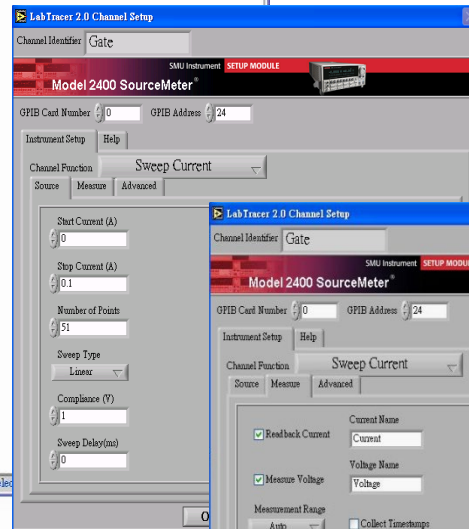 LabTracer 2.0 Channel Setup
Channel Identifier Gate
SMU Instrument SETUP MODULE
Model 2400 SourceMeter®
GPIB Card Number 0 GPIB Address 24
Instrument Setup Help
Channel Function Sweep Current
Source Measure Advanced
Start Current (A)
0
Stop Current (A)
0.1
Number of Points
51
Sweep Type
Linear
Compliance (V)
1
Sweep Delay(ms)
0
LabTracer 2.0 Channel Setup
Channel Identifier Gate
SMU Instrument SETUP MODU
Model 2400 SourceMeter®
GPIB Card Number 0 GPIB Address 24
Instrument Setup Help
Channel Function Sweep Current
Source Measure Advanced
Current Name
Readback Current Current
Voltage Name
Measure Voltage Voltage
Measurement Range
Auto
Collect Timestamps